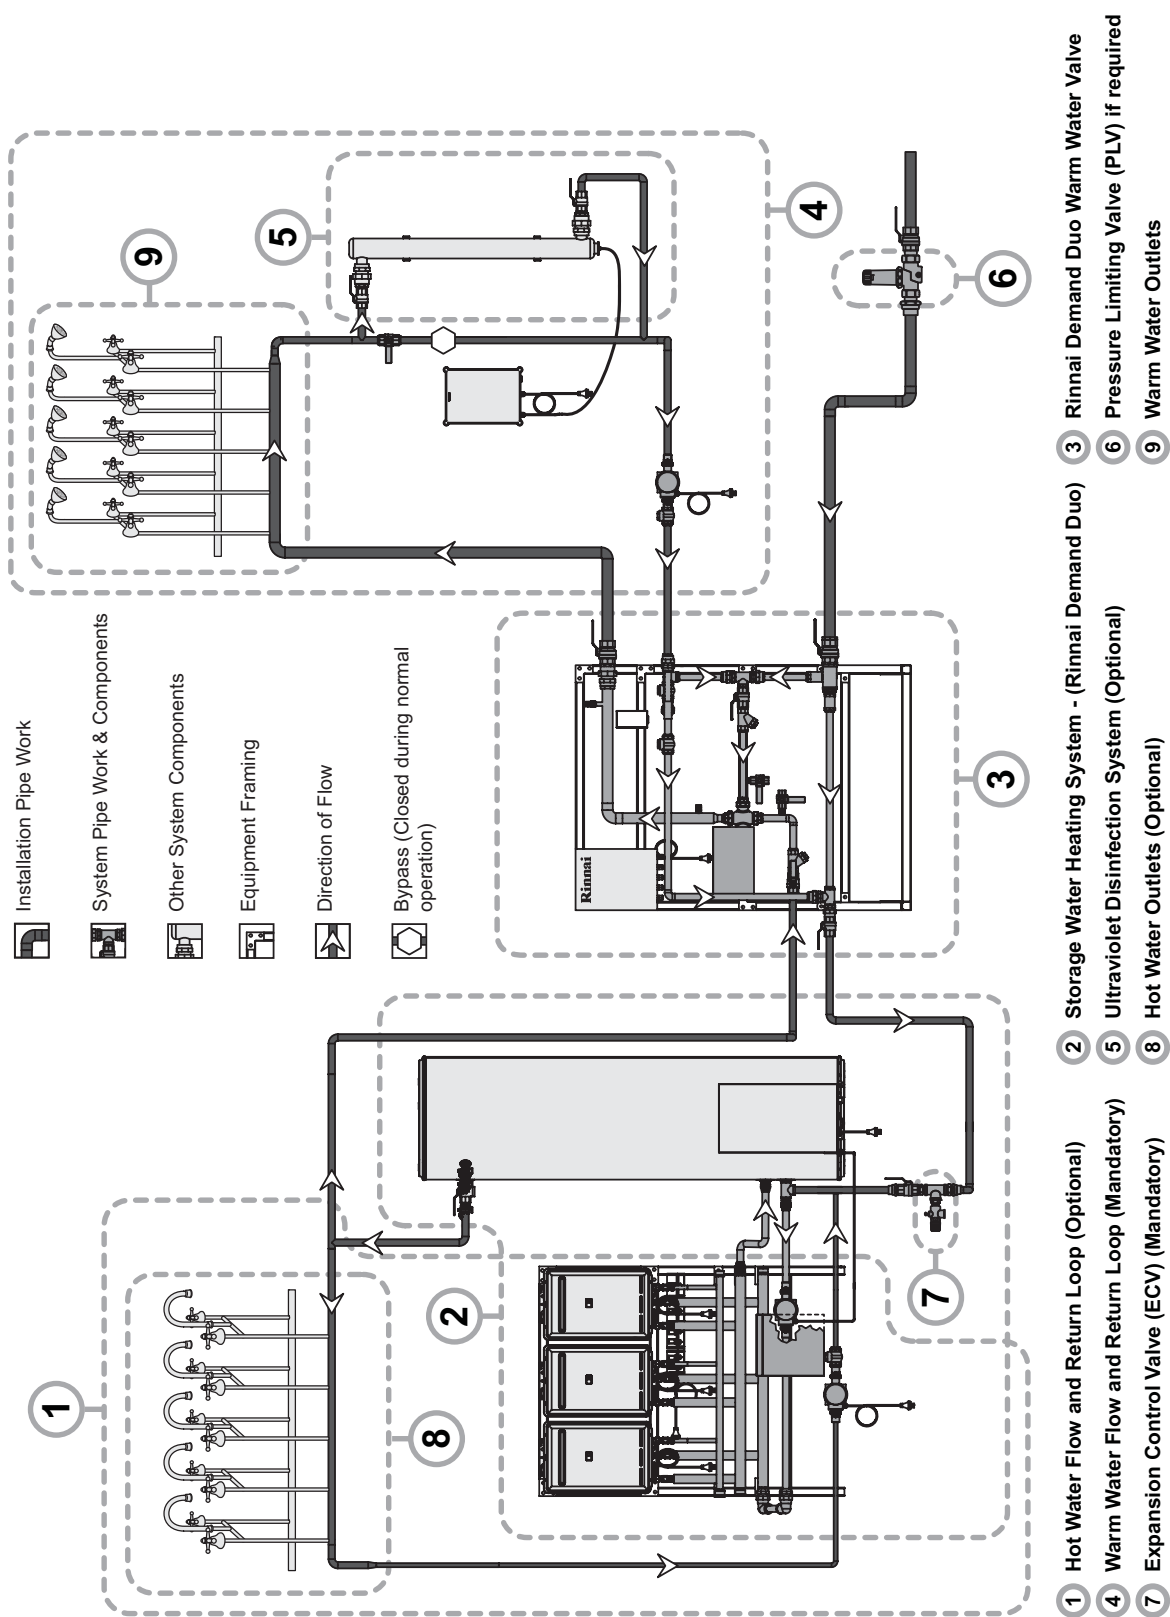 Installation Pipe Work
System Pipe Work & Components
Other System Components
Equipment Framing
Direction of Flow
Bypass (Closed during normal
operation)
1
8
2
7
9
5
4
6
3
Rinnai
1 Hot Water Flow and Return Loop (Optional)
2 Storage Water Heating System - (Rinnai Demand Duo)
3 Rinnai Demand Duo Warm Water Valve
4 Warm Water Flow and Return Loop (Mandatory)
5 Ultraviolet Disinfection System (Optional)
6 Pressure Limiting Valve (PLV) if required
7 Expansion Control Valve (ECV) (Mandatory)
8 Hot Water Outlets (Optional)
9 Warm Water Outlets